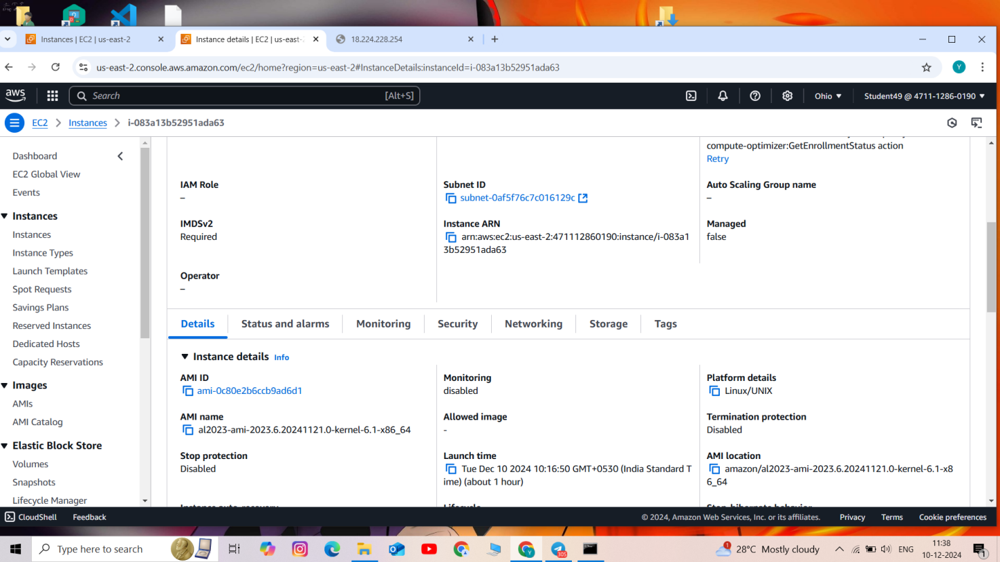 Instances | EC2 | us-east-2
Instance details | EC2 | us-east-
18.224.228.254
us-east-2.console.aws.amazon.com/ec2/home?region=us-east-2#InstanceDetails:instanceId=i-083a13b52951ada63
Y
aws
Search
[Alt+S]
Ohio
Student49 @ 4711-1286-0190
EC2
Instances
i-083a13b52951ada63
Dashboard
EC2 Global View
Events
Instances
Instances
Instance Types
Launch Templates
Spot Requests
Savings Plans
Reserved Instances
Dedicated Hosts
Capacity Reservations
Images
AMIs
AMI Catalog
Elastic Block Store
Volumes
Snapshots
Lifecycle Manager
compute-optimizer:GetEnrollmentStatus action
Retry
IAM Role
–
Subnet ID
subnet-0af5f76c7c016129c
Auto Scaling Group name
–
IMDSv2
Required
Instance ARN
arn:aws:ec2:us-east-2:471112860190:instance/i-083a1
3b52951ada63
Managed
false
Operator
–
Details
Status and alarms
Monitoring
Security
Networking
Storage
Tags
Instance details Info
AMI ID
ami-0c80e2b6ccb9ad6d1
Monitoring
disabled
Platform details
Linux/UNIX
AMI name
al2023-ami-2023.6.20241121.0-kernel-6.1-x86_64
Allowed image
-
Termination protection
Disabled
Stop protection
Disabled
Launch time
Tue Dec 10 2024 10:16:50 GMT+0530 (India Standard T
ime) (about 1 hour)
AMI location
amazon/al2023-ami-2023.6.20241121.0-kernel-6.1-x8
6_64
Instance auto-recovery
Lifecycle
Stop-hibernate behavior
CloudShell
Feedback
© 2024, Amazon Web Services, Inc. or its affiliates.
Privacy
Terms
Cookie preferences
Type here to search
305
1
28°C Mostly cloudy
ENG
11:38
10-12-2024
1